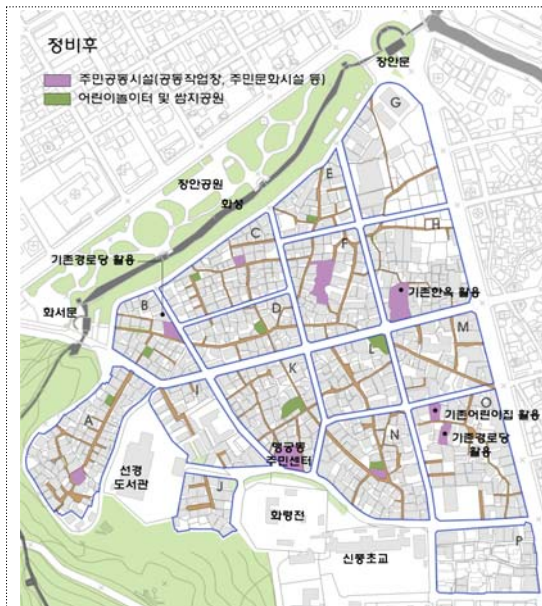 정비후
주민공동시설(공동작업장, 주민문화시설 등)
어린이놀이터 및 쌈지공원
장안문
G
장안공원
E
화성
C
F
H
기존경로당 활용
기존한옥 활용
B
D
화서문
M
L
I
K
A
O
기존어린이집 활용
행궁동
주민센터
기존경로당
활용
N
선경
도서관
J
화령전
신풍초교
P